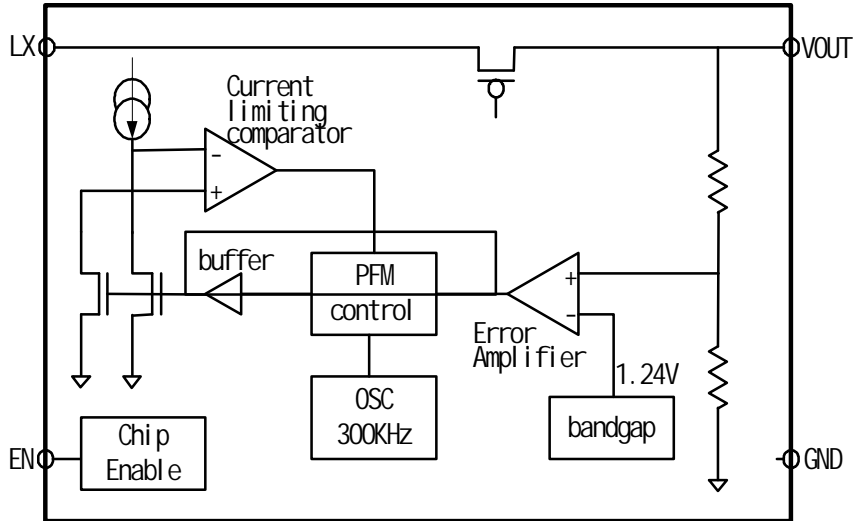 LX
VOUT
Current
limiting
comparator
-
+
buffer
PFM
control
+
-
Error
Amplifier
1.24V
OSC
300KHz
bandgap
Chip
Enable
EN
GND